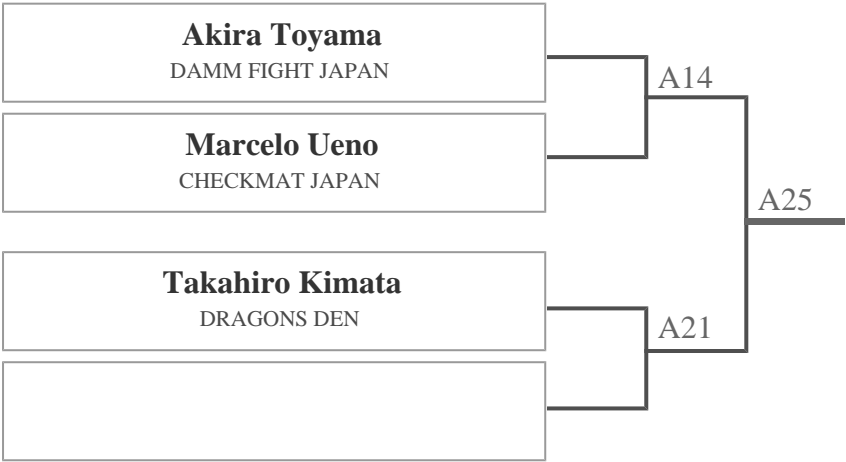 Akira Toyama
DAMM FIGHT JAPAN
A14
Marcelo Ueno
CHECKMAT JAPAN
A25
Takahiro Kimata
DRAGONS DEN
A21